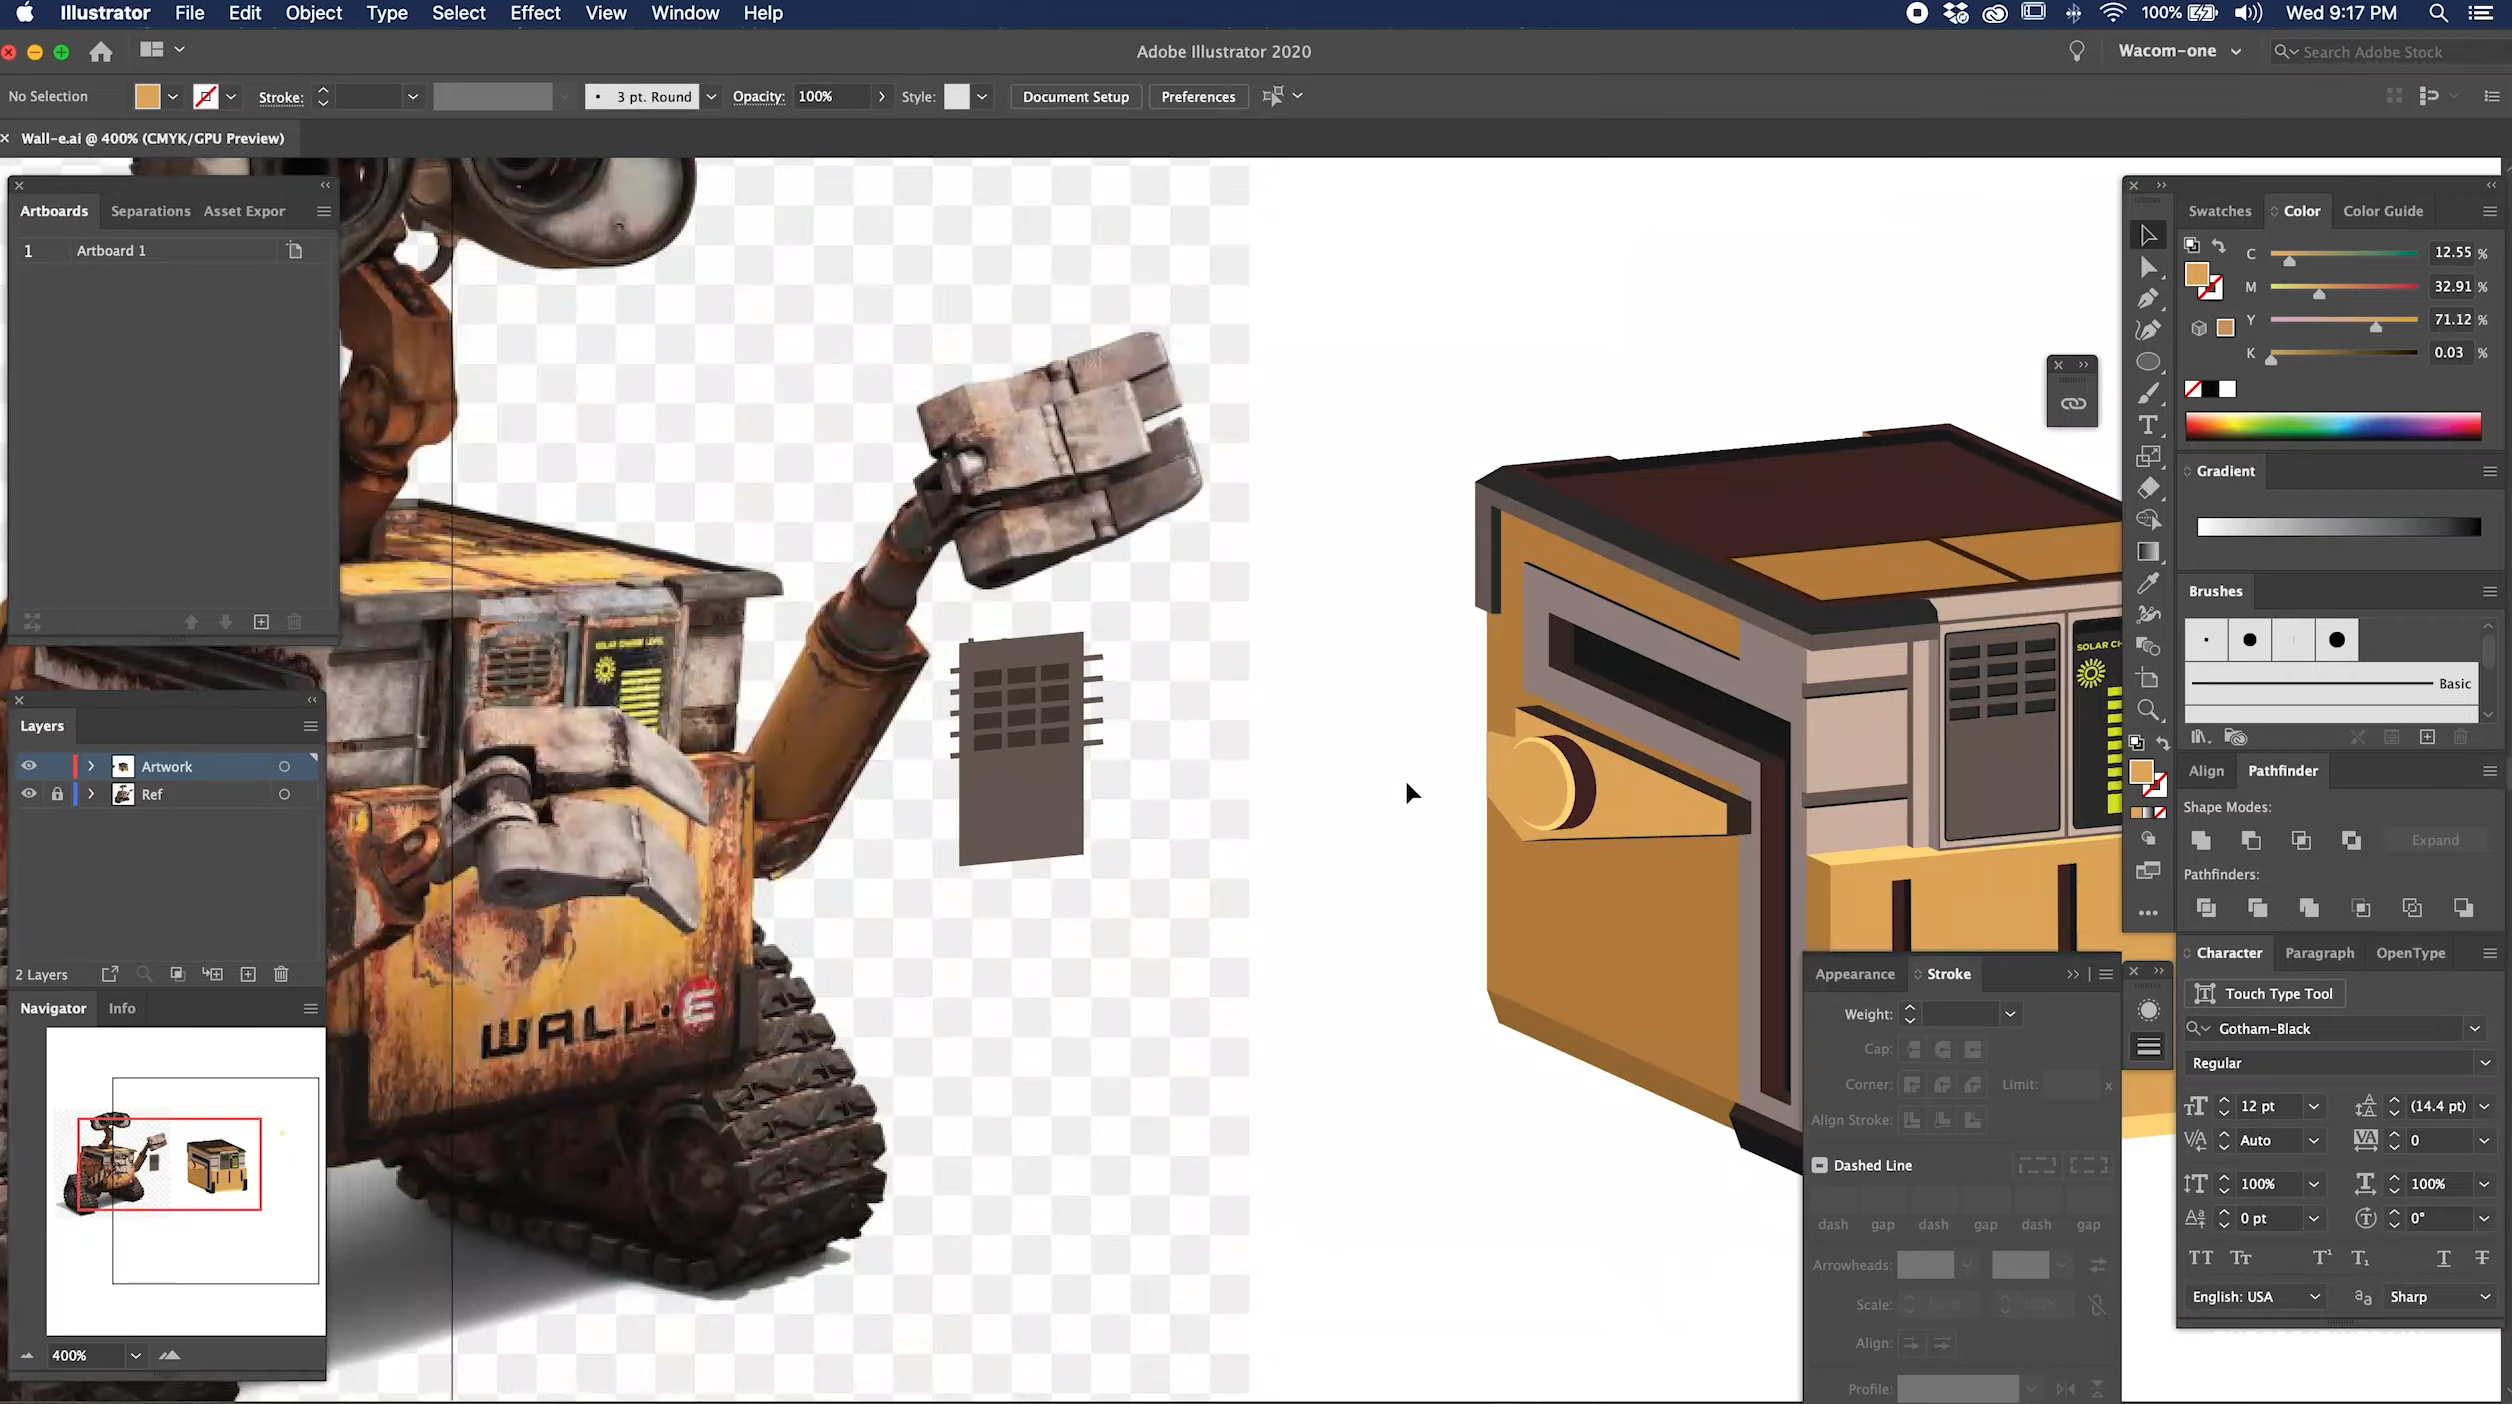 Illustrator File Edit Object Type Select Effect View Window Help
100% Wed 9:17 PM
Adobe Illustrator 2020
Wacom-one
Search Adobe Stock
No Selection
Stroke:
3 pt. Round
Opacity: 100%
Style:
Document Setup
Preferences
Wall-e.ai @ 400% (CMYK/GPU Preview)
Artboards Separations Asset Expor
1 Artboard 1
Layers
Artwork
Ref
2 Layers
Navigator Info
400%
SOLAR CHARGE LEVEL
WALL·E
SOLAR CH
Swatches Color Color Guide
C 12.55 %
M 32.91 %
Y 71.12 %
K 0.03 %
Gradient
Brushes
Basic
Align Pathfinder
Shape Modes:
Expand
Pathfinders:
Character Paragraph OpenType
Touch Type Tool
Gotham-Black
Regular
12 pt (14.4 pt)
Auto 0
100% 100%
0 pt 0°
English: USA Sharp
Appearance Stroke
Weight:
Cap:
Corner: Limit: x
Align Stroke:
Dashed Line
dash gap dash gap dash gap
Arrowheads:
Scale:
Align:
Profile: